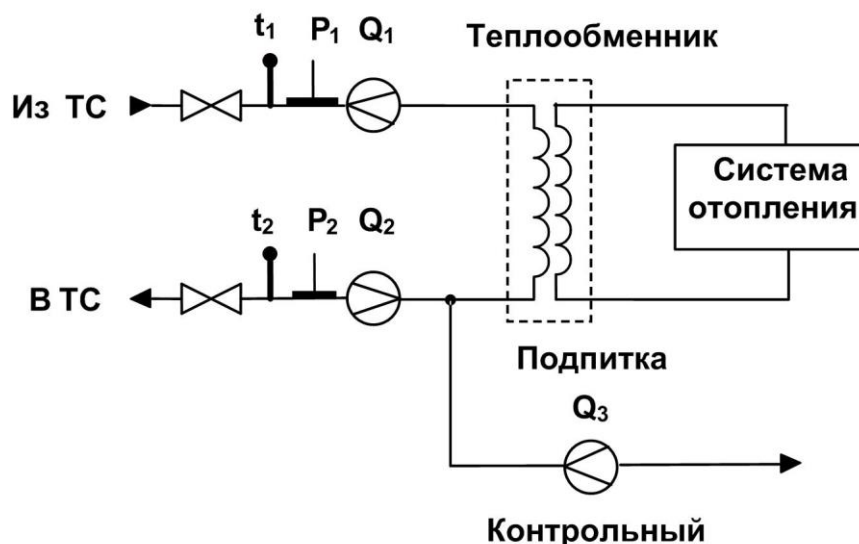 t₁ P₁ Q₁
Теплообменник
Из ТС
Система
отопления
t₂ P₂ Q₂
В ТС
Подпитка
Q₃
Контрольный